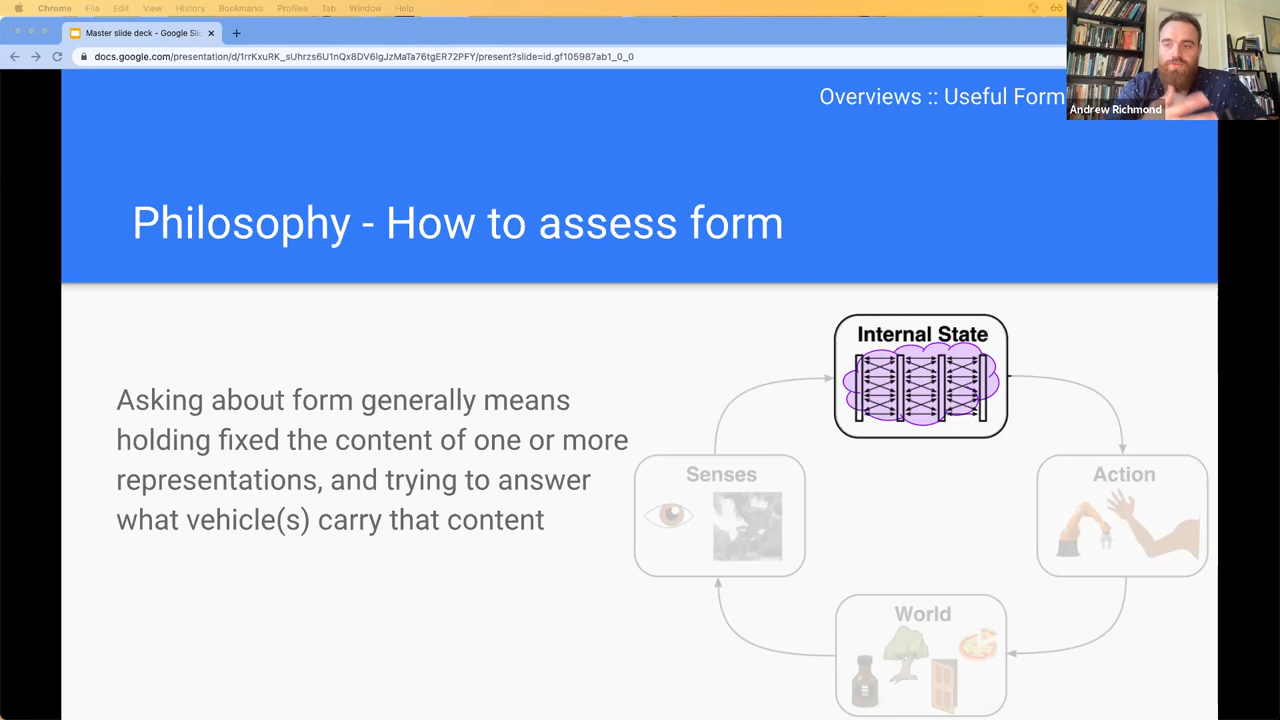 Chrome File Edit View History Bookmarks Profiles Tab Window Help
Master slide deck - Google Sli
docs.google.com/presentation/d/1rrKxuRK_sUhrzs6U1nQx8DV6IgJzMaTa76tgER72PFY/present?slide=id.gf105987ab1_0_0
Andrew Richmond
Overviews :: Useful Form
Philosophy - How to assess form
Asking about form generally means
holding fixed the content of one or more
representations, and trying to answer
what vehicle(s) carry that content
Internal State
Senses
Action
World